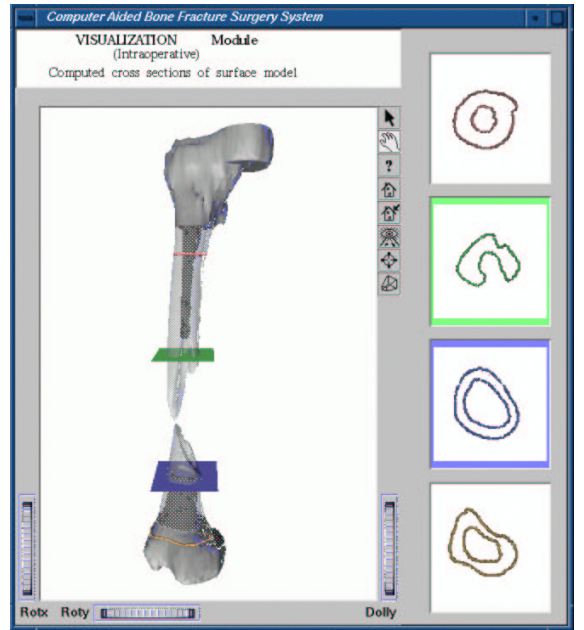 Computer Aided Bone Fracture Surgery System
VISUALIZATION Module
(Intraoperative)
Computed cross sections of surface model
?
Rotx Roty Dolly